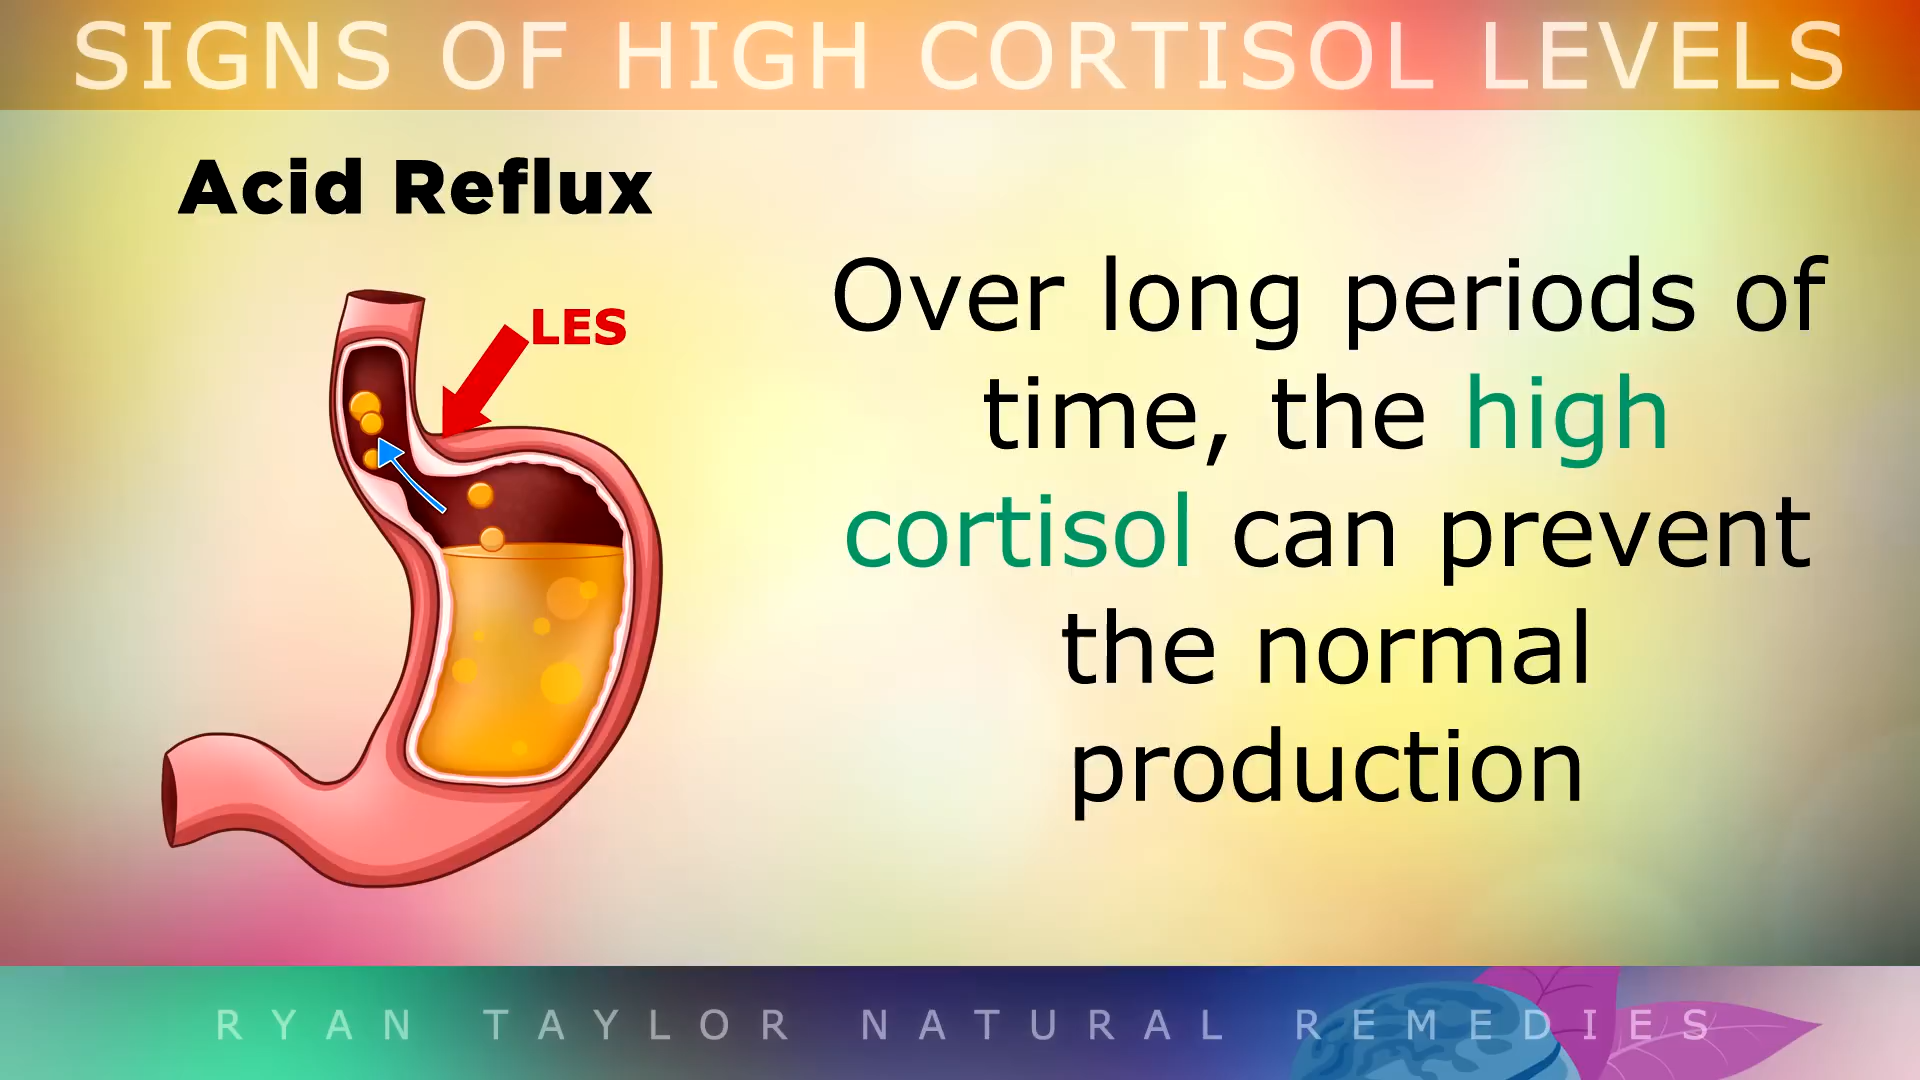 SIGNS OF HIGH CORTISOL LEVELS
Acid Reflux
LES
Over long periods of
time, the high
cortisol can prevent
the normal
production
RYAN TAYLOR NATURAL REMEDIES